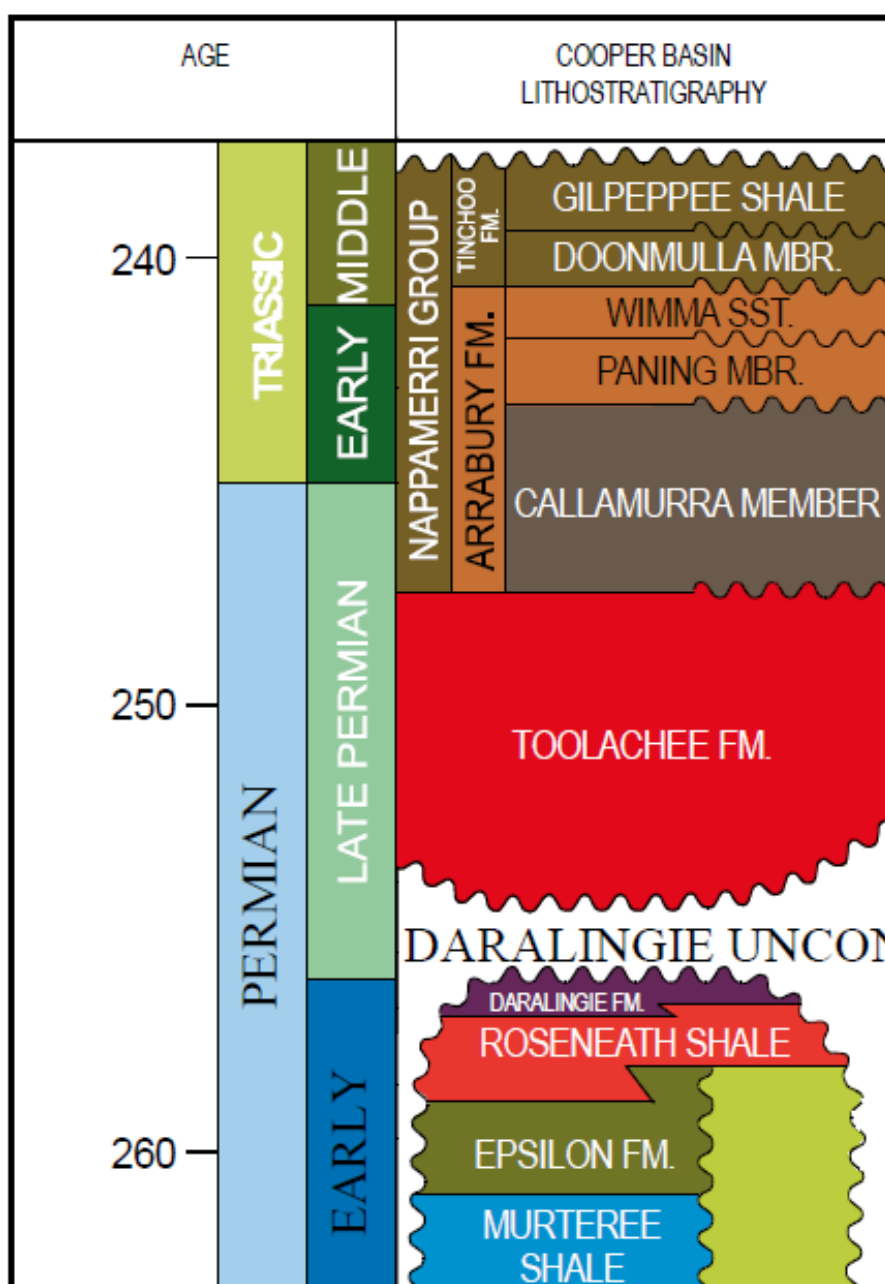 AGE
COOPER BASIN
LITHOSTRATIGRAPHY
240
250
260
TRIASSIC
PERMIAN
MIDDLE
EARLY
LATE PERMIAN
EARLY
NAPPAMERRI GROUP
TINCHOO
FM.
ARRABURY FM.
GILPEPPEE SHALE
DOONMULLA MBR.
WIMMA SST.
PANING MBR.
CALLAMURRA MEMBER
TOOLACHEE FM.
DARALINGIE UNCON
DARALINGIE FM.
ROSENEATH SHALE
EPSILON FM.
MURTEREE
SHALE